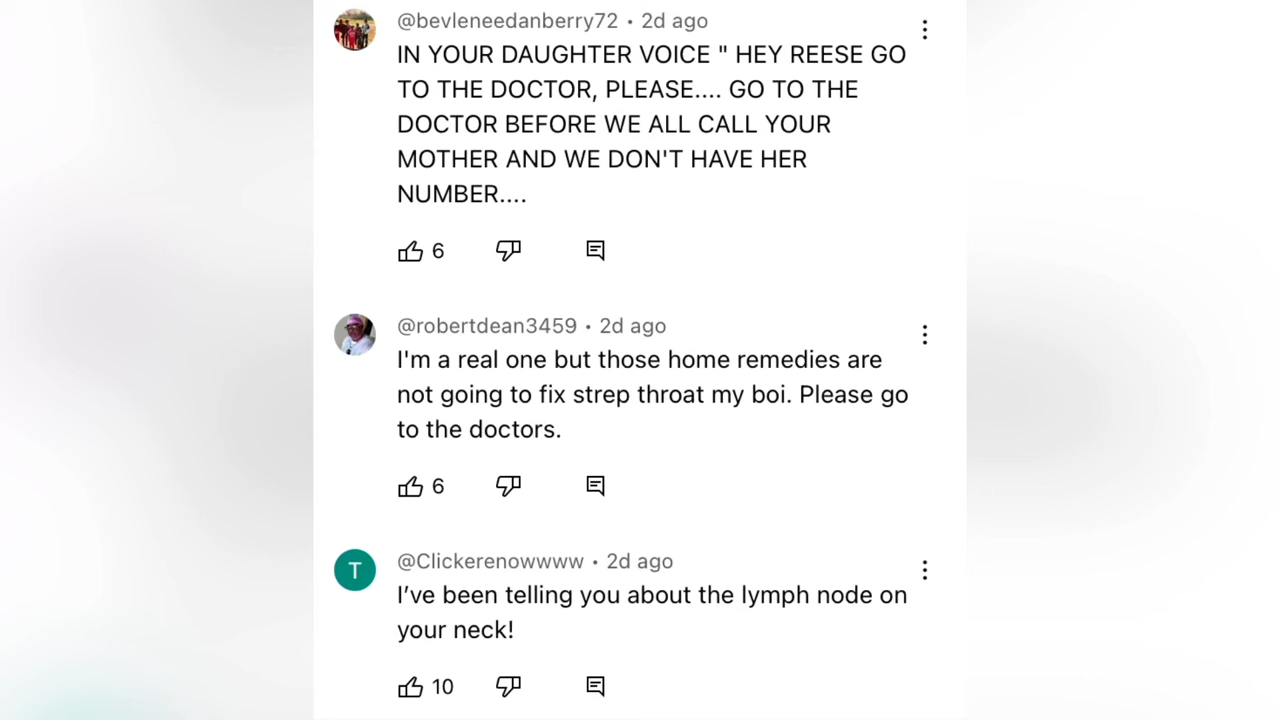 @bevleneedanberry72 • 2d ago
IN YOUR DAUGHTER VOICE " HEY REESE GO
TO THE DOCTOR, PLEASE.... GO TO THE
DOCTOR BEFORE WE ALL CALL YOUR
MOTHER AND WE DON'T HAVE HER
NUMBER....
6
@robertdean3459 • 2d ago
I'm a real one but those home remedies are
not going to fix strep throat my boi. Please go
to the doctors.
6
T
@Clickerenowwww • 2d ago
I’ve been telling you about the lymph node on
your neck!
10